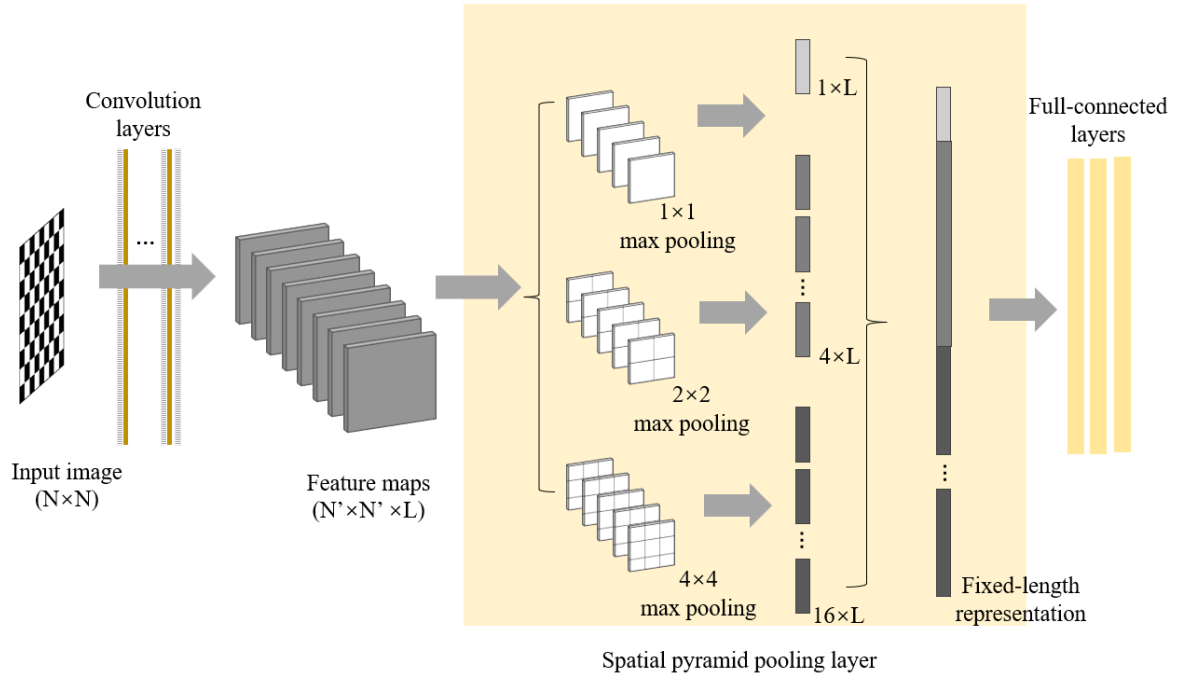 Convolution
layers
...
Input image
(N×N)
Feature maps
(N’×N’ ×L)
1×1
max pooling
2×2
max pooling
4×4
max pooling
1×L
...
4×L
...
16×L
...
Fixed-length
representation
Full-connected
layers
Spatial pyramid pooling layer